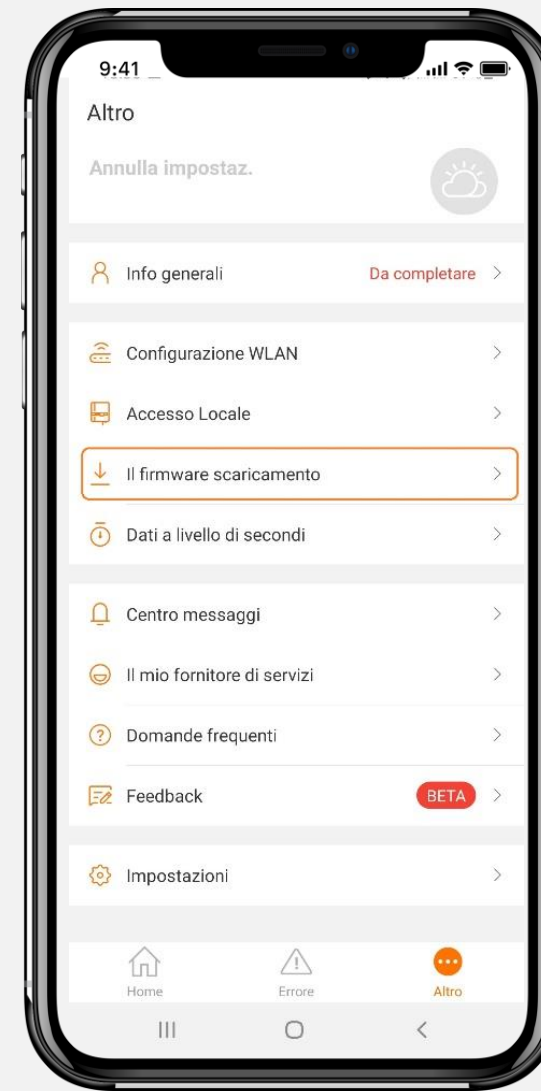 9:41
Altro
Annulla impostaz.
Info generali Da completare
Configurazione WLAN
Accesso Locale
Il firmware scaricamento
Dati a livello di secondi
Centro messaggi
Il mio fornitore di servizi
Domande frequenti
Feedback BETA
Impostazioni
Home Errore Altro